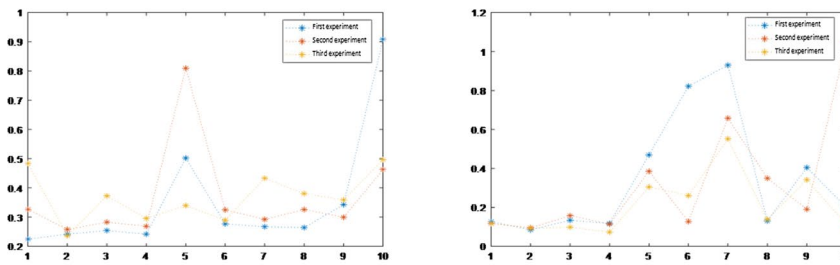 1
0.9
0.8
0.7
0.6
0.5
0.4
0.3
0.2
1 2 3 4 5 6 7 8 9 10
First experiment
Second experiment
Third experiment
1.2
1
0.8
0.6
0.4
0.2
0
1 2 3 4 5 6 7 8 9
First experiment
Second experiment
Third experiment